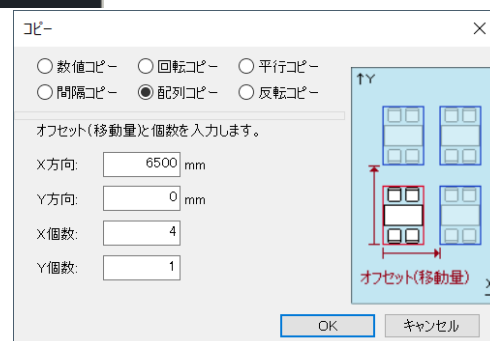 コピー
数値コピー 回転コピー 平行コピー
間隔コピー 配列コピー 反転コピー
オフセット(移動量)と個数を入力します。
X方向: 6500 mm
Y方向: 0 mm
X個数: 4
Y個数: 1
↑Y
オフセット(移動量)
OK キャンセル